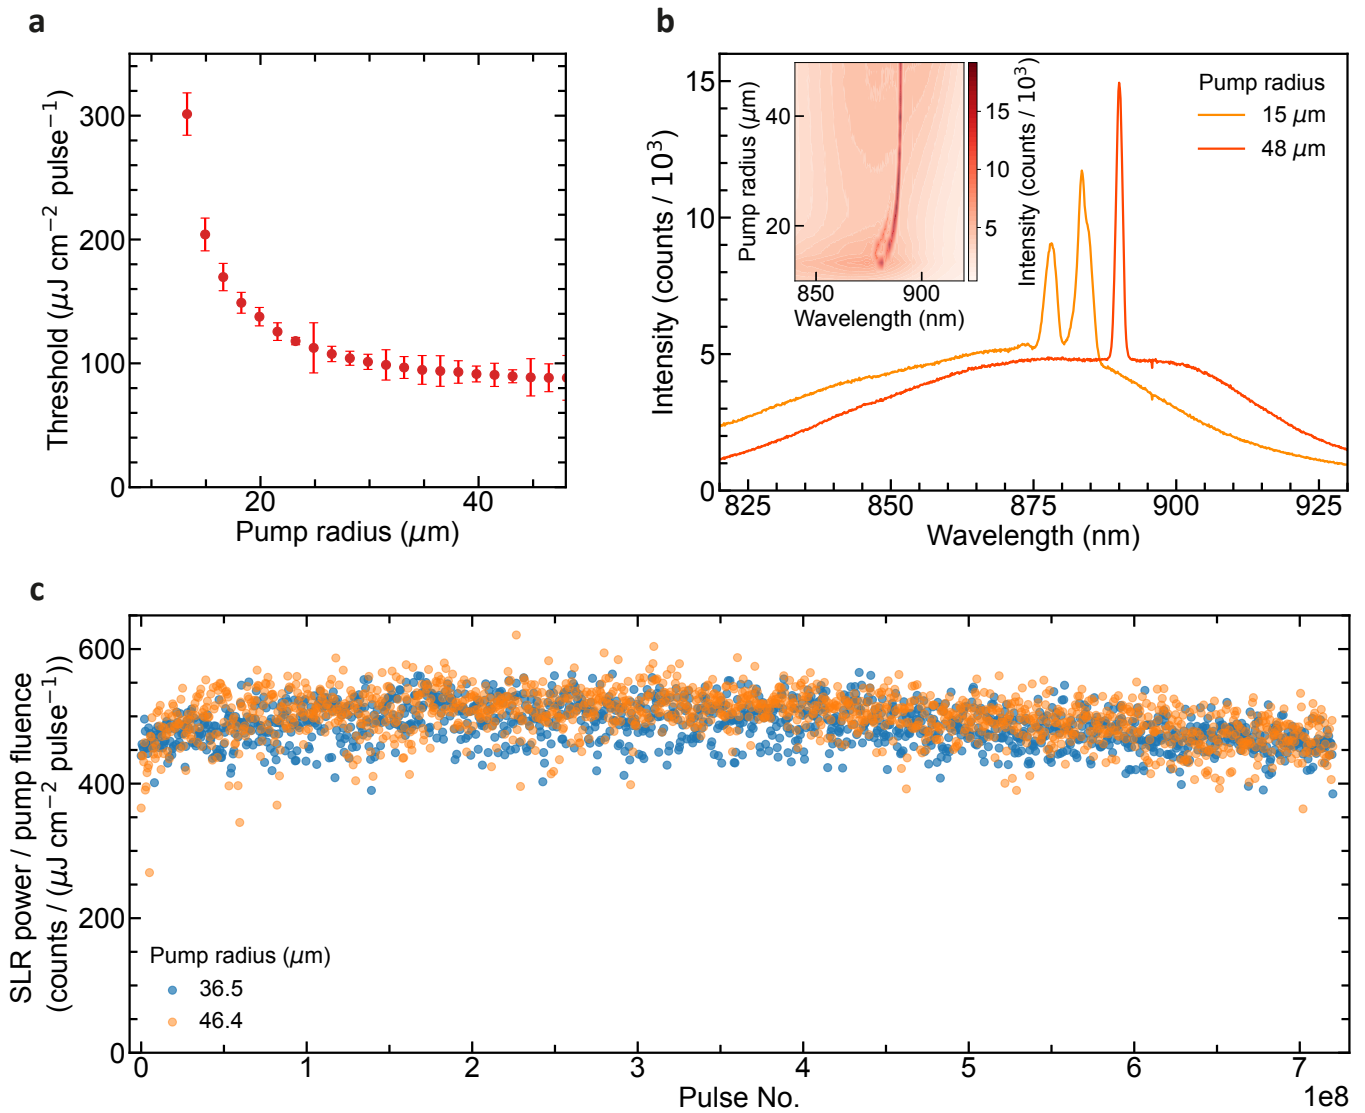 a
300
200
100
0
Threshold (μJ cm⁻² pulse⁻¹)
20
40
Pump radius (μm)
b
15
10
5
0
Intensity (counts / 10³)
825
850
875
900
925
Wavelength (nm)
Pump radius
15 μm
48 μm
40
20
Pump radius (μm)
850
900
Wavelength (nm)
15
10
5
Intensity (counts / 10³)
c
600
400
200
0
SLR power / pump fluence
(counts / (μJ cm⁻² pulse⁻¹))
Pump radius (μm)
36.5
46.4
0
1
2
3
4
5
6
7
1e8
Pulse No.